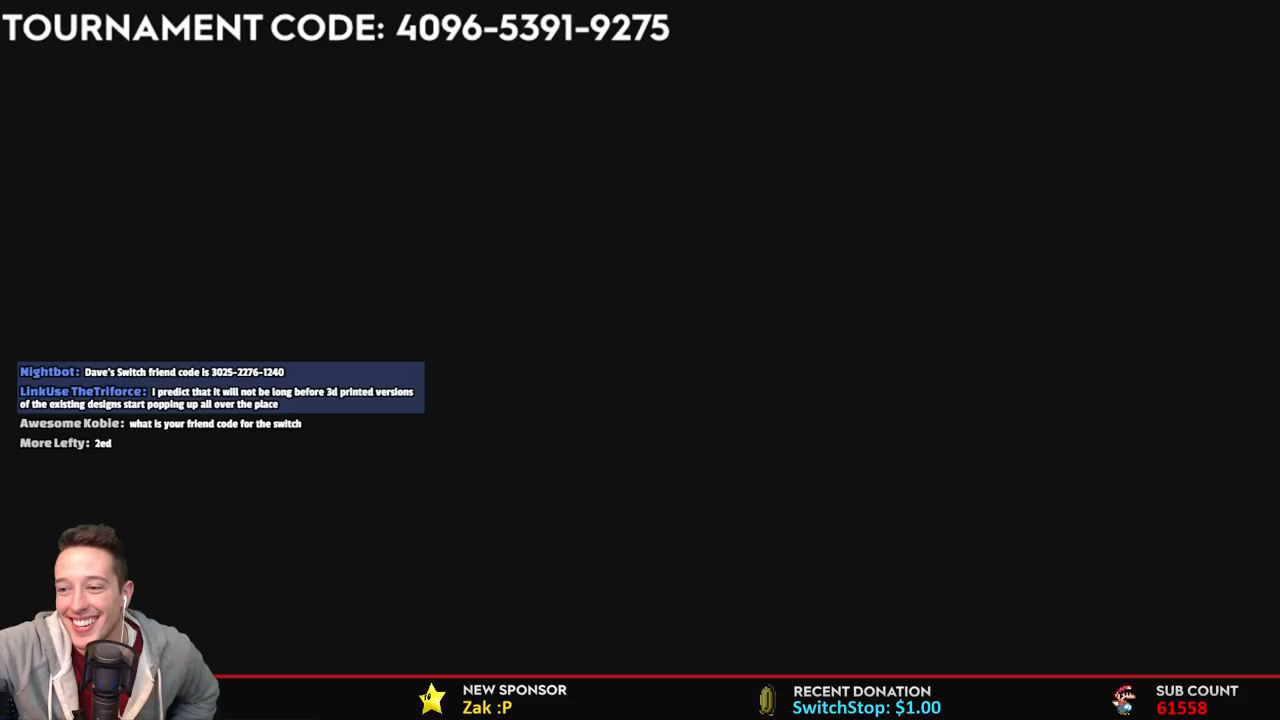 TOURNAMENT CODE: 4096-5391-9275
Nightbot: Dave's Switch friend code is 3025-2276-1240
LinkUse TheTriforce: I predict that it will not be long before 3d printed versions
of the existing designs start popping up all over the place
Awesome Kobie: what is your friend code for the switch
More Lefty: 2ed
NEW SPONSOR
Zak :P
RECENT DONATION
SwitchStop: $1.00
SUB COUNT
61558